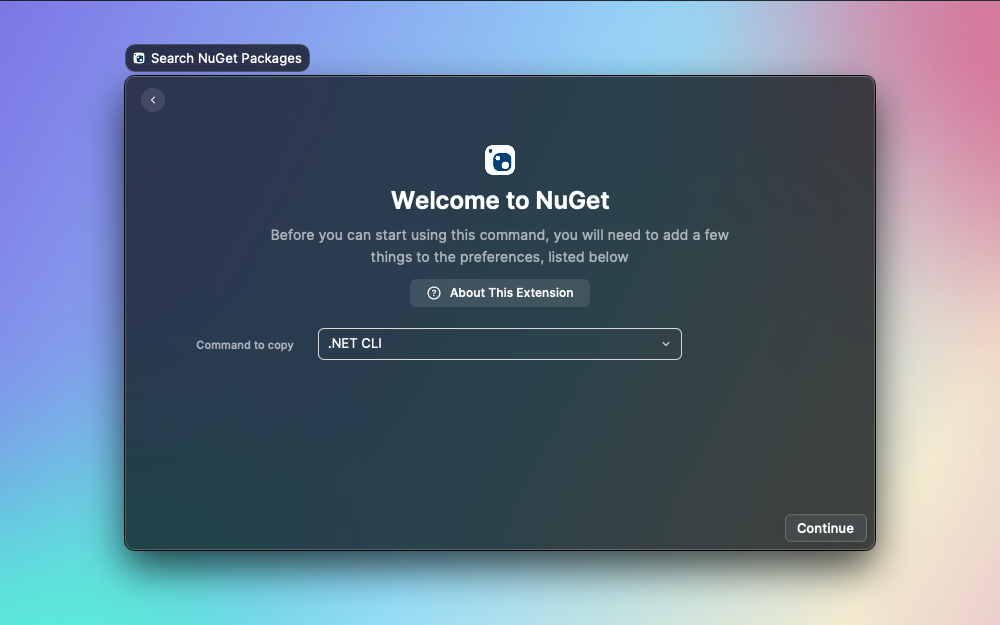 Search NuGet Packages
Welcome to NuGet
Before you can start using this command, you will need to add a few
things to the preferences, listed below
About This Extension
Command to copy
.NET CLI
Continue